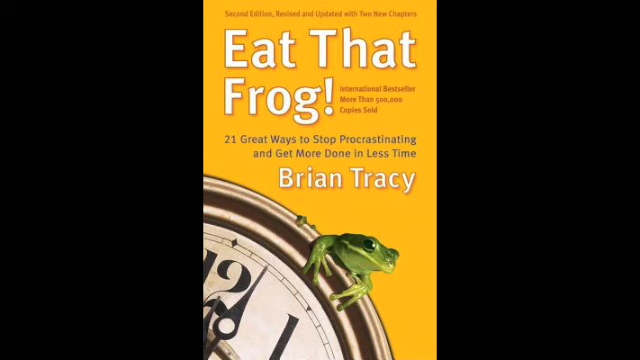 Second Edition, Revised and Updated with Two New Chapters
Eat That
Frog!
International Bestseller
More Than 500,000
Copies Sold
21 Great Ways to Stop Procrastinating
and Get More Done in Less Time
Brian Tracy
12
1